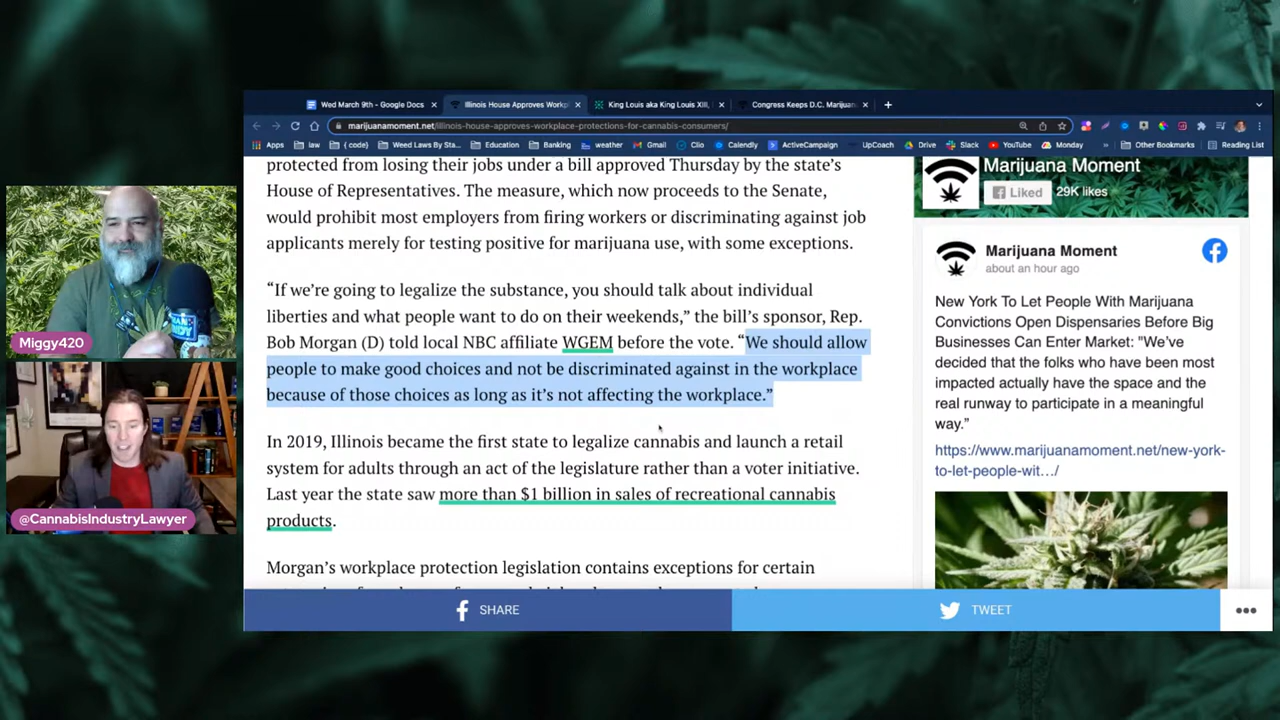 Wed March 9th - Google Docs
Illinois House Approves Workp
King Louis aka King Louis XIII,
Congress Keeps D.C. Marijuan
marijuanamoment.net/illinois-house-approves-workplace-protections-for-cannabis-consumers/
Apps
law
( code)
Weed Laws By Sta...
Education
Banking
weather
Gmail
Clio
Calendly
ActiveCampaign
UpCoach
Drive
Slack
YouTube
Monday
»
Other Bookmarks
Reading List
protected from losing their jobs under a bill approved Thursday by the state’s
House of Representatives. The measure, which now proceeds to the Senate,
would prohibit most employers from firing workers or discriminating against job
applicants merely for testing positive for marijuana use, with some exceptions.
“If we’re going to legalize the substance, you should talk about individual
liberties and what people want to do on their weekends,” the bill’s sponsor, Rep.
Bob Morgan (D) told local NBC affiliate WGEM before the vote. “We should allow
people to make good choices and not be discriminated against in the workplace
because of those choices as long as it’s not affecting the workplace.”
In 2019, Illinois became the first state to legalize cannabis and launch a retail
system for adults through an act of the legislature rather than a voter initiative.
Last year the state saw more than $1 billion in sales of recreational cannabis
products.
Morgan’s workplace protection legislation contains exceptions for certain
Marijuana Moment
Liked
29K likes
Marijuana Moment
about an hour ago
New York To Let People With Marijuana
Convictions Open Dispensaries Before Big
Businesses Can Enter Market: "We’ve
decided that the folks who have been most
impacted actually have the space and the
real runway to participate in a meaningful
way.”
https://www.marijuanamoment.net/new-york-
to-let-people-wit…/
SHARE
TWEET
Miggy420
@CannabisIndustryLawyer